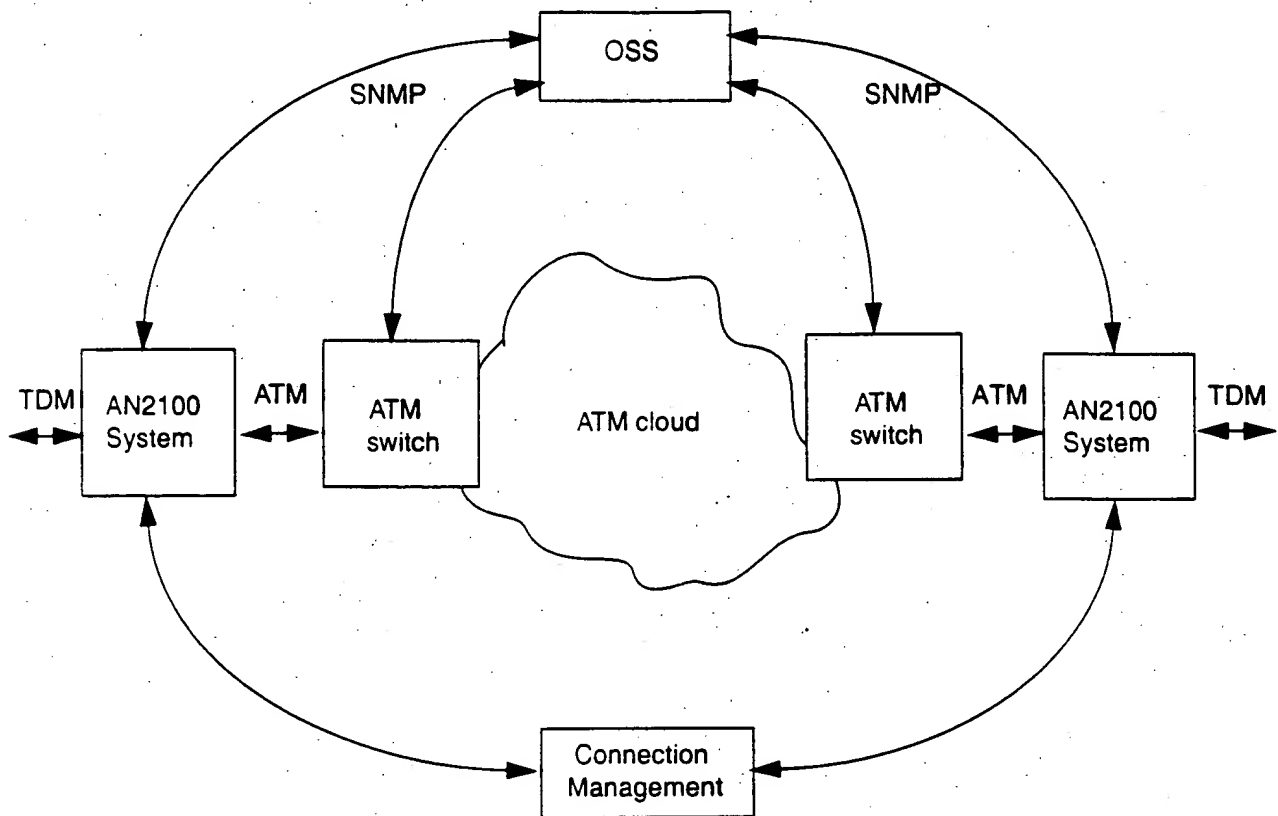 OSS
SNMP
SNMP
TDM
AN2100
System
ATM
ATM
switch
ATM cloud
ATM
switch
ATM
AN2100
System
TDM
Connection
Management